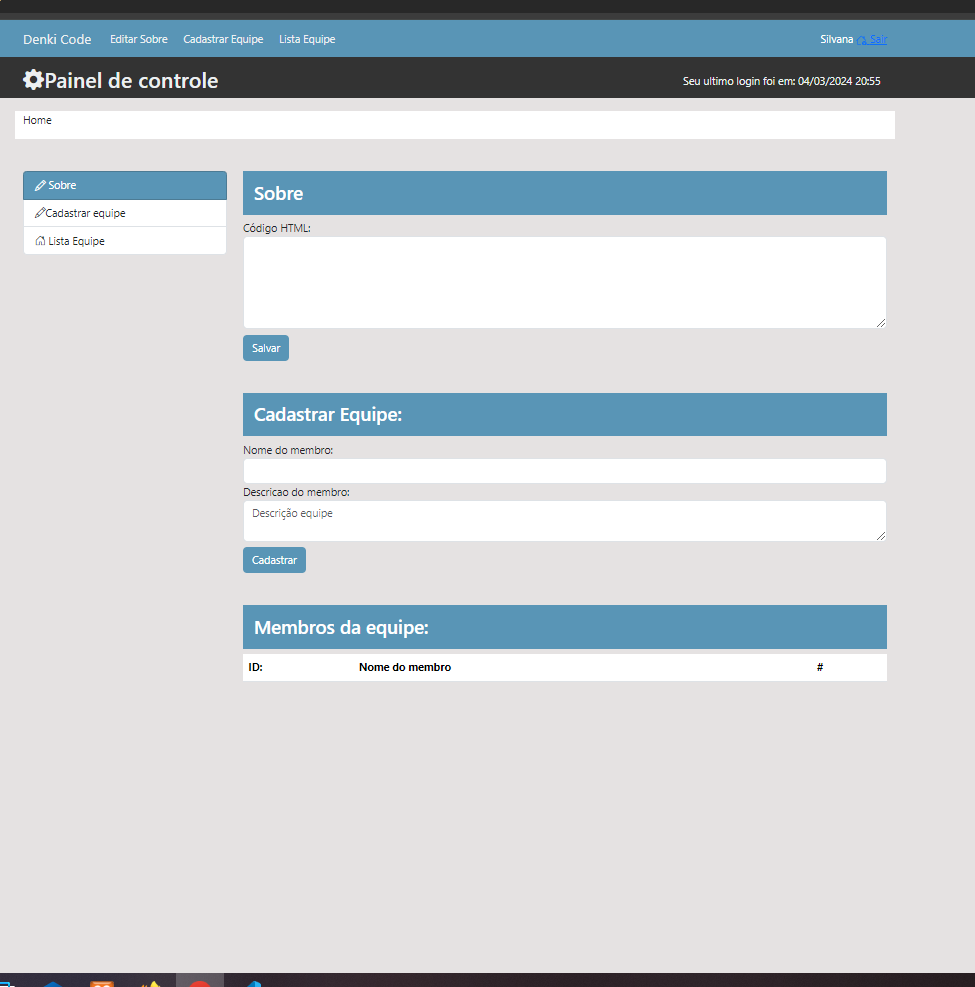 Denki Code Editar Sobre Cadastrar Equipe Lista Equipe Silvana Sair
Painel de controle Seu ultimo login foi em: 04/03/2024 20:55
Home
Sobre
Cadastrar equipe
Lista Equipe
Sobre
Código HTML:
Salvar
Cadastrar Equipe:
Nome do membro:
Descricao do membro:
Descrição equipe
Cadastrar
Membros da equipe:
ID: Nome do membro #